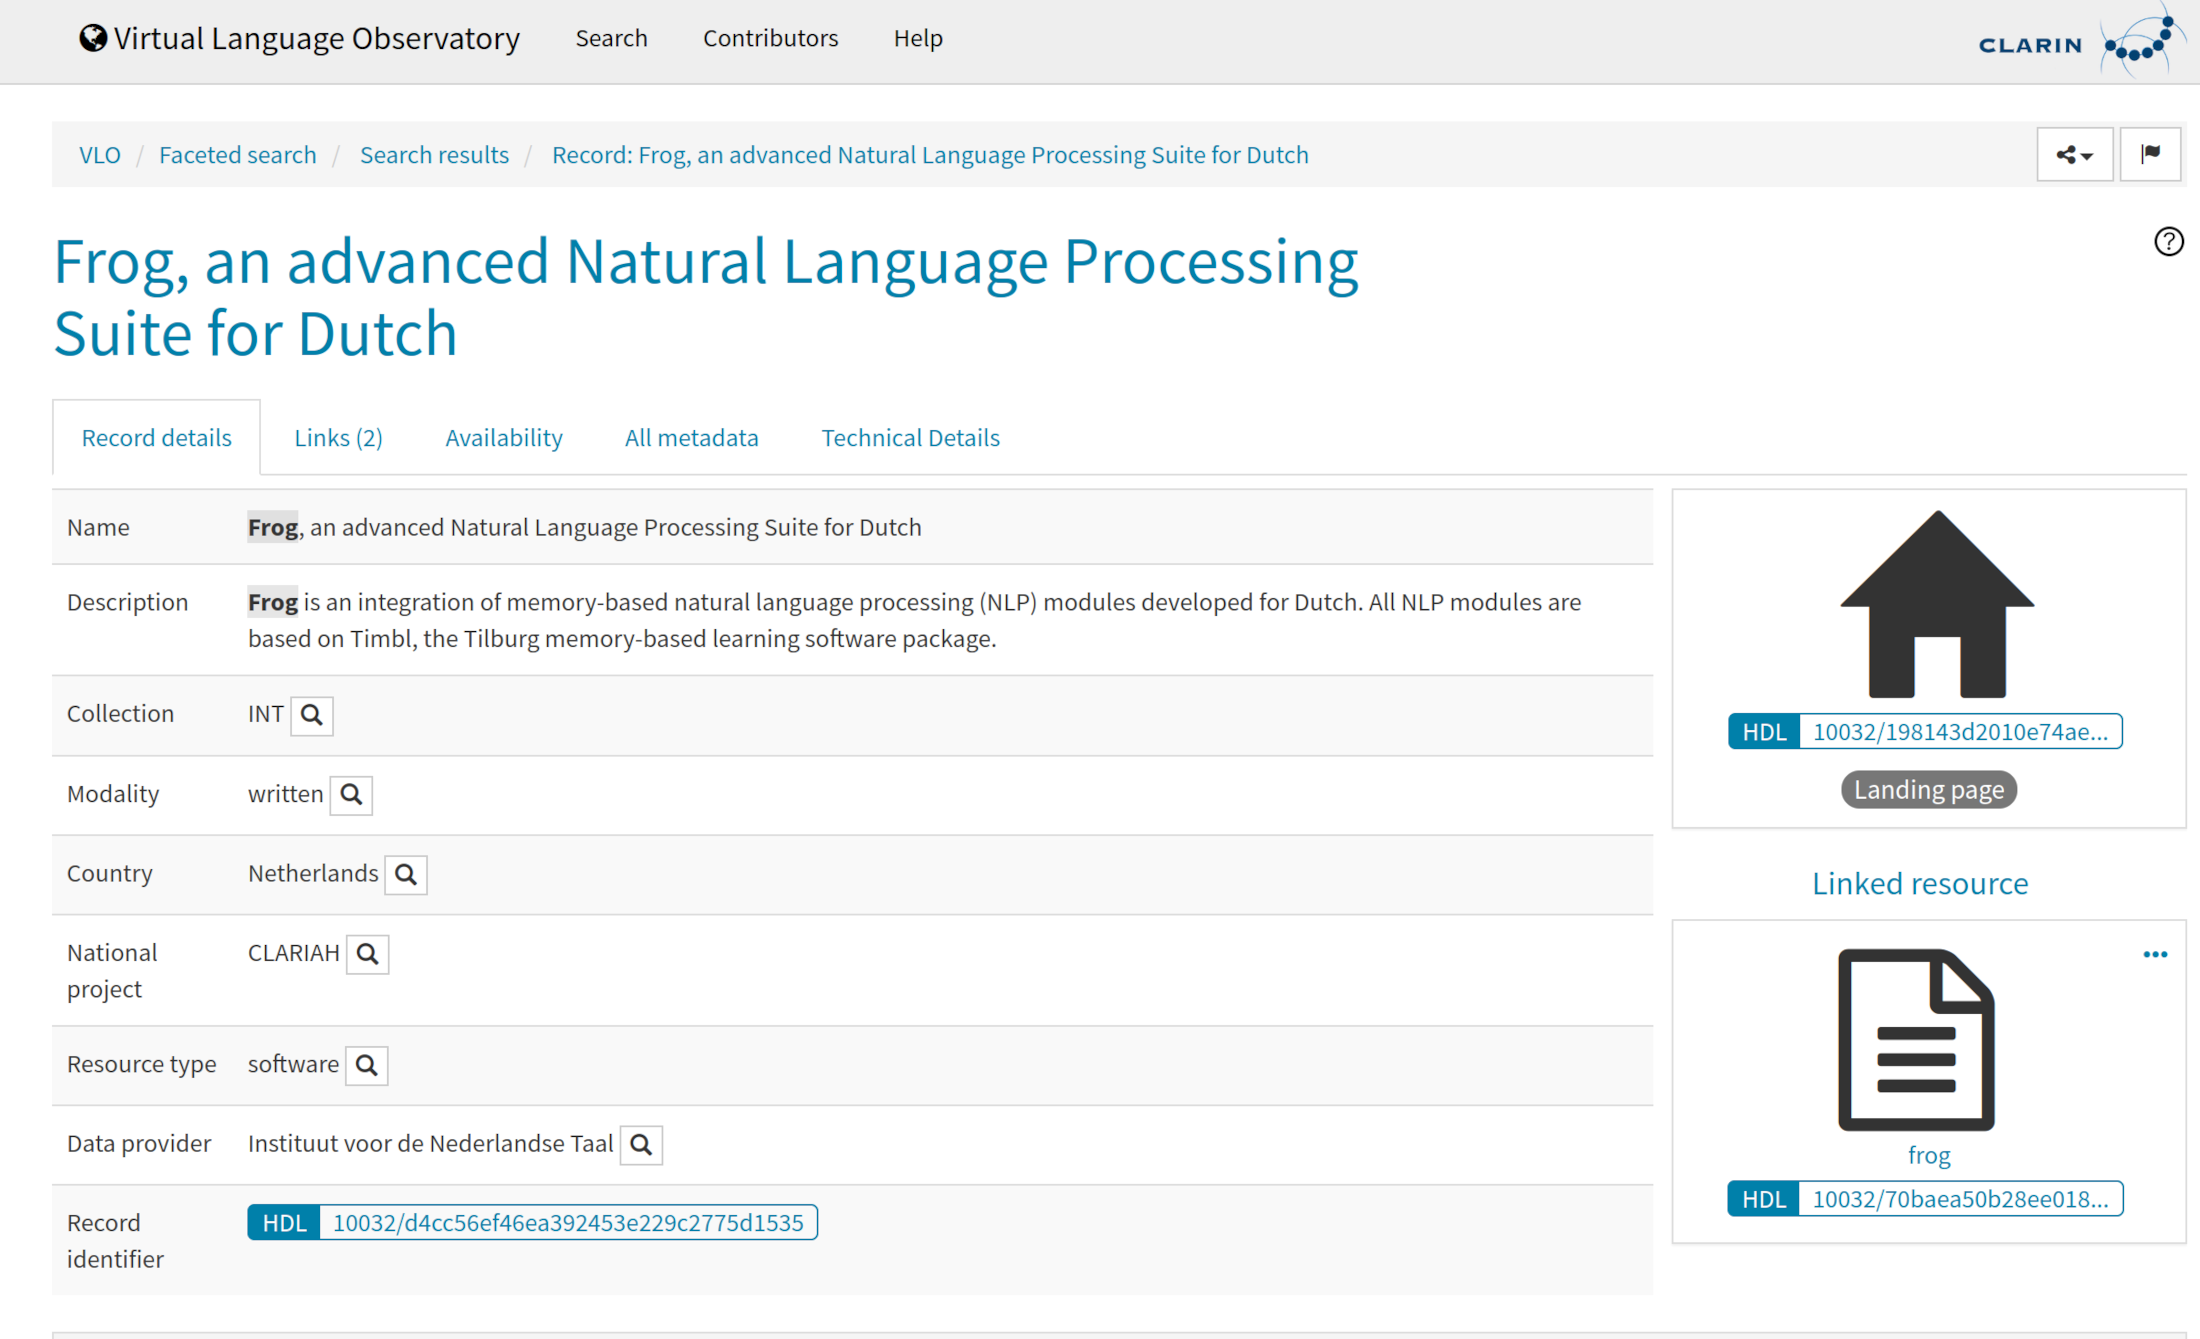 Virtual Language Observatory Search Contributors Help CLARIN
VLO / Faceted search / Search results / Record: Frog, an advanced Natural Language Processing Suite for Dutch
Frog, an advanced Natural Language Processing
Suite for Dutch
Record details Links (2) Availability All metadata Technical Details
Name Frog, an advanced Natural Language Processing Suite for Dutch
Description Frog is an integration of memory-based natural language processing (NLP) modules developed for Dutch. All NLP modules are
based on Timbl, the Tilburg memory-based learning software package.
Collection INT
Modality written
Country Netherlands
National CLARIAH
project
Resource type software
Data provider Instituut voor de Nederlandse Taal
Record HDL 10032/d4cc56ef46ea392453e229c2775d1535
identifier
HDL 10032/198143d2010e74ae...
Landing page
Linked resource
frog
HDL 10032/70baea50b28ee018...